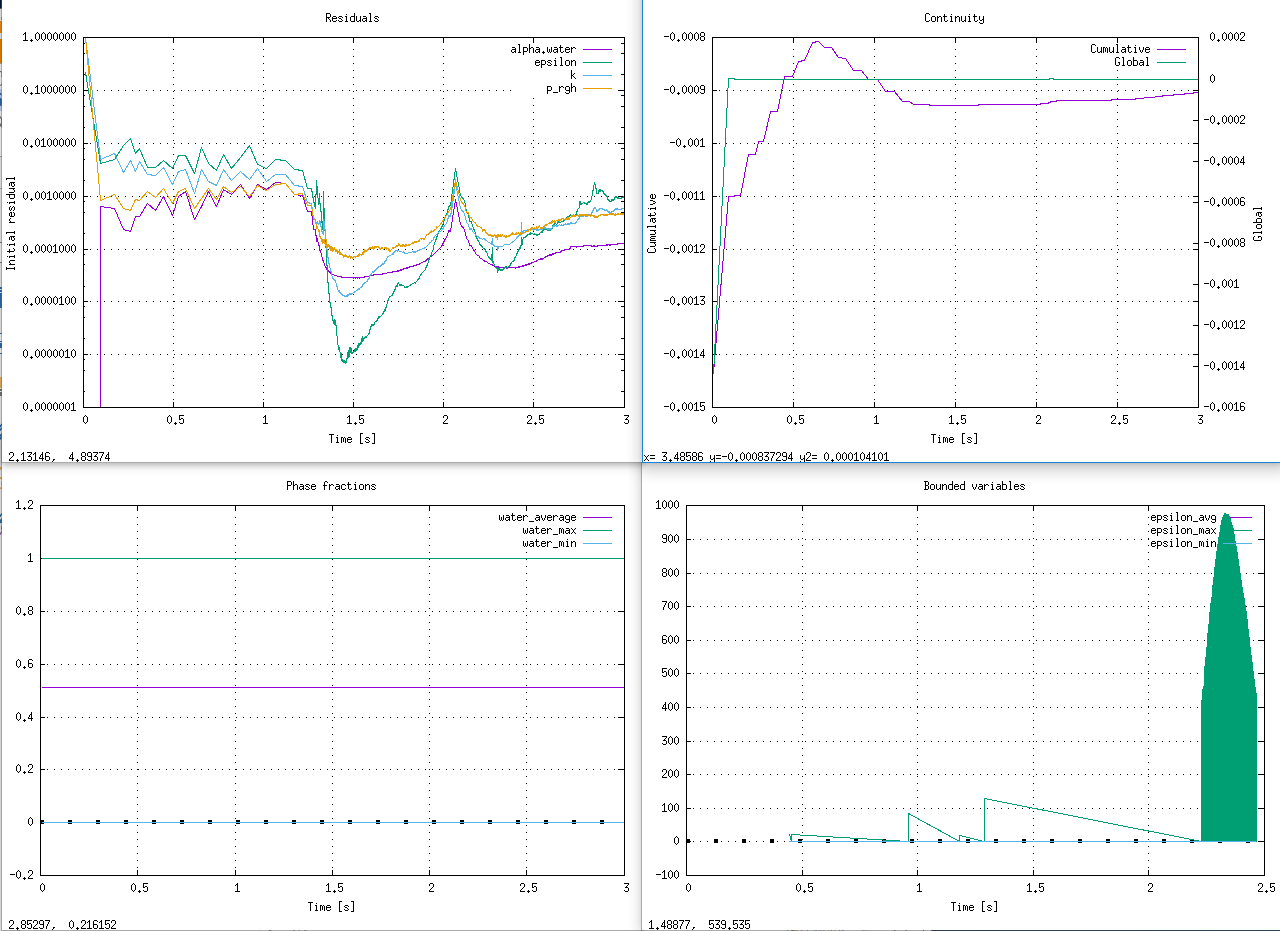 Residuals
1.0000000
0.1000000
0.0100000
0.0010000
0.0001000
0.0000100
0.0000010
0.0000001
Initial residual
alpha.water
epsilon
k
p_rgh
0 0.5 1 1.5 2 2.5 3
Time [s]
2.13146, 4.89374
Continuity
-0.0008
-0.0009
-0.001
-0.0011
-0.0012
-0.0013
-0.0014
-0.0015
Cumulative
Cumulative
Global
0.0002
0
-0.0002
-0.0004
-0.0006
-0.0008
-0.001
-0.0012
-0.0014
-0.0016
Global
0 0.5 1 1.5 2 2.5 3
Time [s]
x= 3.48586 y=-0.000837294 y2= 0.000104101
Phase fractions
1.2
1
0.8
0.6
0.4
0.2
0
-0.2
water_average
water_max
water_min
0 0.5 1 1.5 2 2.5 3
Time [s]
2.85297, 0.216152
Bounded variables
1000
900
800
700
600
500
400
300
200
100
0
-100
epsilon_avg
epsilon_max
epsilon_min
0 0.5 1 1.5 2 2.5
Time [s]
1.48877, 539.535